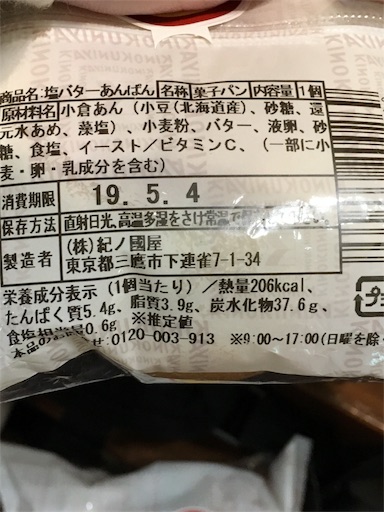 商品名:塩バターあんぱん 名称 菓子パン 内容量 1個
原材料名 小倉あん(小豆(北海道産)、砂糖、還
元水あめ、藻塩)、小麦粉、バター、液卵、砂
糖、食塩、イースト/ビタミンC、(一部に小
麦・卵・乳成分を含む)
消費期限 19.5.4
保存方法 直射日光、高温多湿をさけ常温で
製造者 (株)紀ノ國屋
東京都三鷹市下連雀7-1-34
栄養成分表示(1個当たり)/熱量206kcal、
たんぱく質5.4g、脂質3.9g、炭水化物37.6g、
食塩相当量0.6g ※推定値
本品の :0120-003-913 ※9:00~17:00(日曜を除